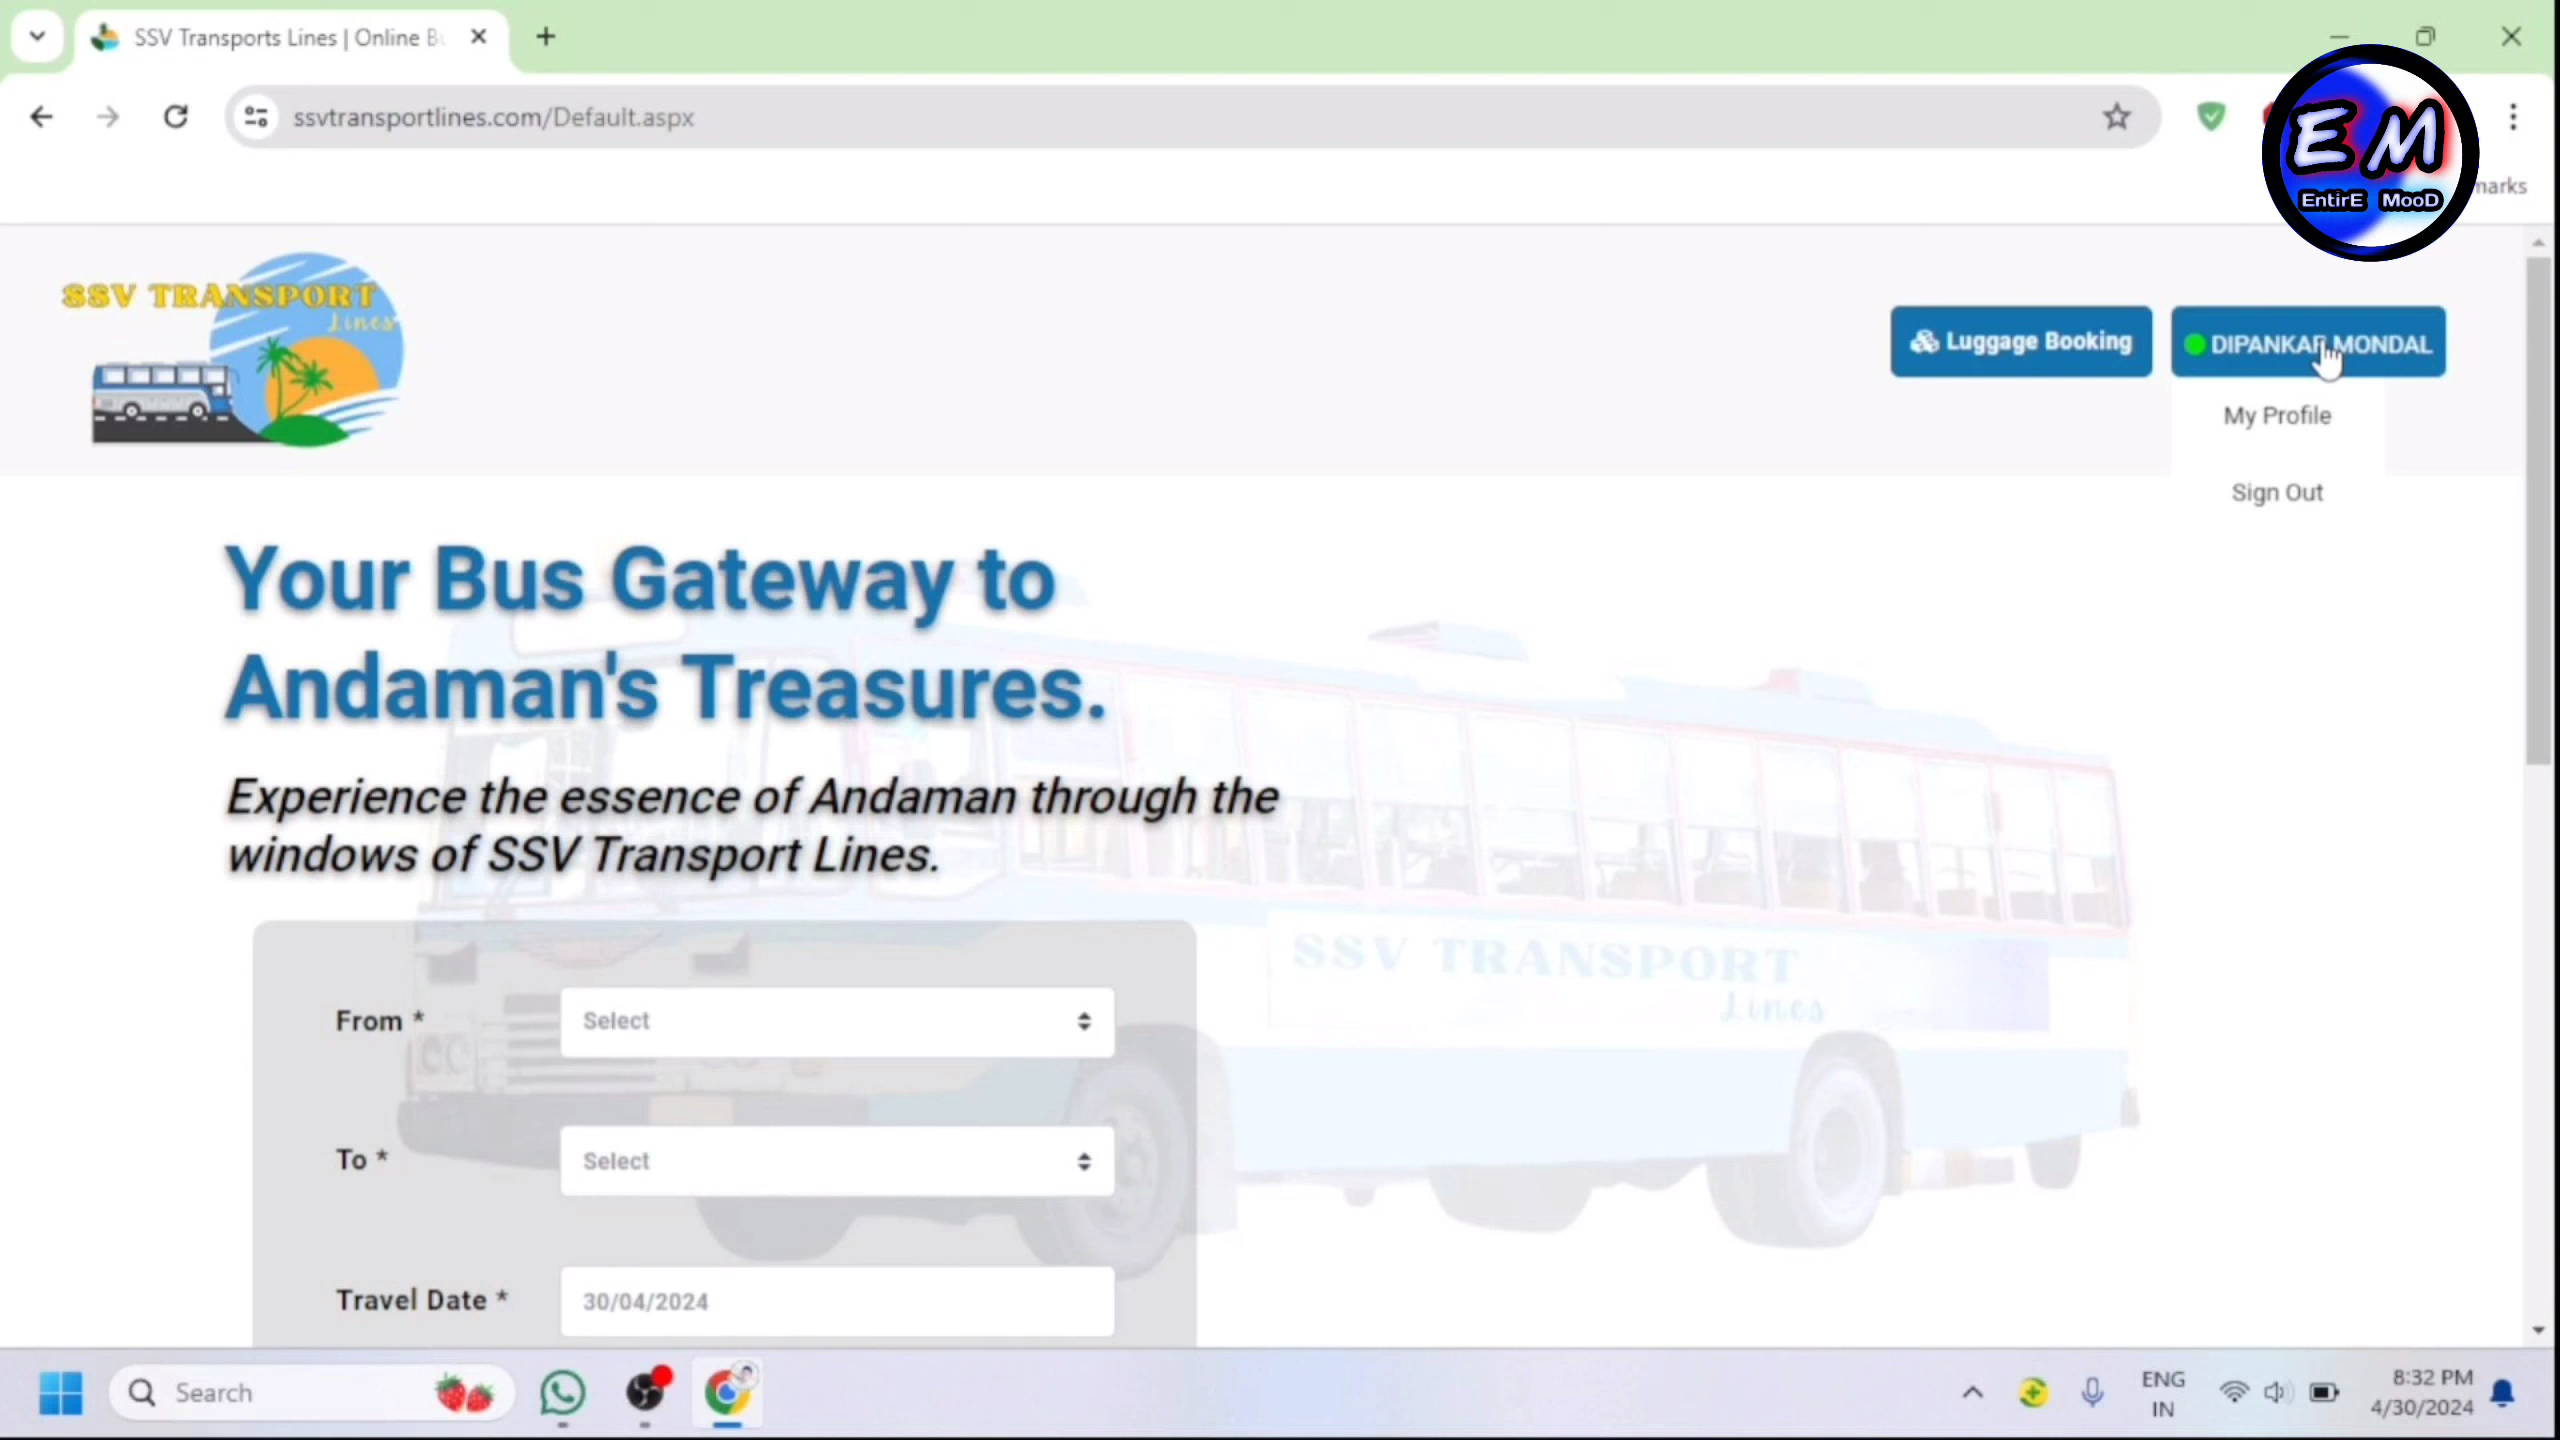 SSV Transports Lines | Online Bu
ssvtransportlines.com/Default.aspx
EM
EntirE MooD
marks
SSV TRANSPORT
Lines
Luggage Booking
DIPANKAR MONDAL
My Profile
Sign Out
Your Bus Gateway to
Andaman's Treasures.
Experience the essence of Andaman through the
windows of SSV Transport Lines.
SSV TRANSPORT
Lines
From *
Select
To *
Select
Travel Date *
30/04/2024
Search
ENG
IN
8:32 PM
4/30/2024